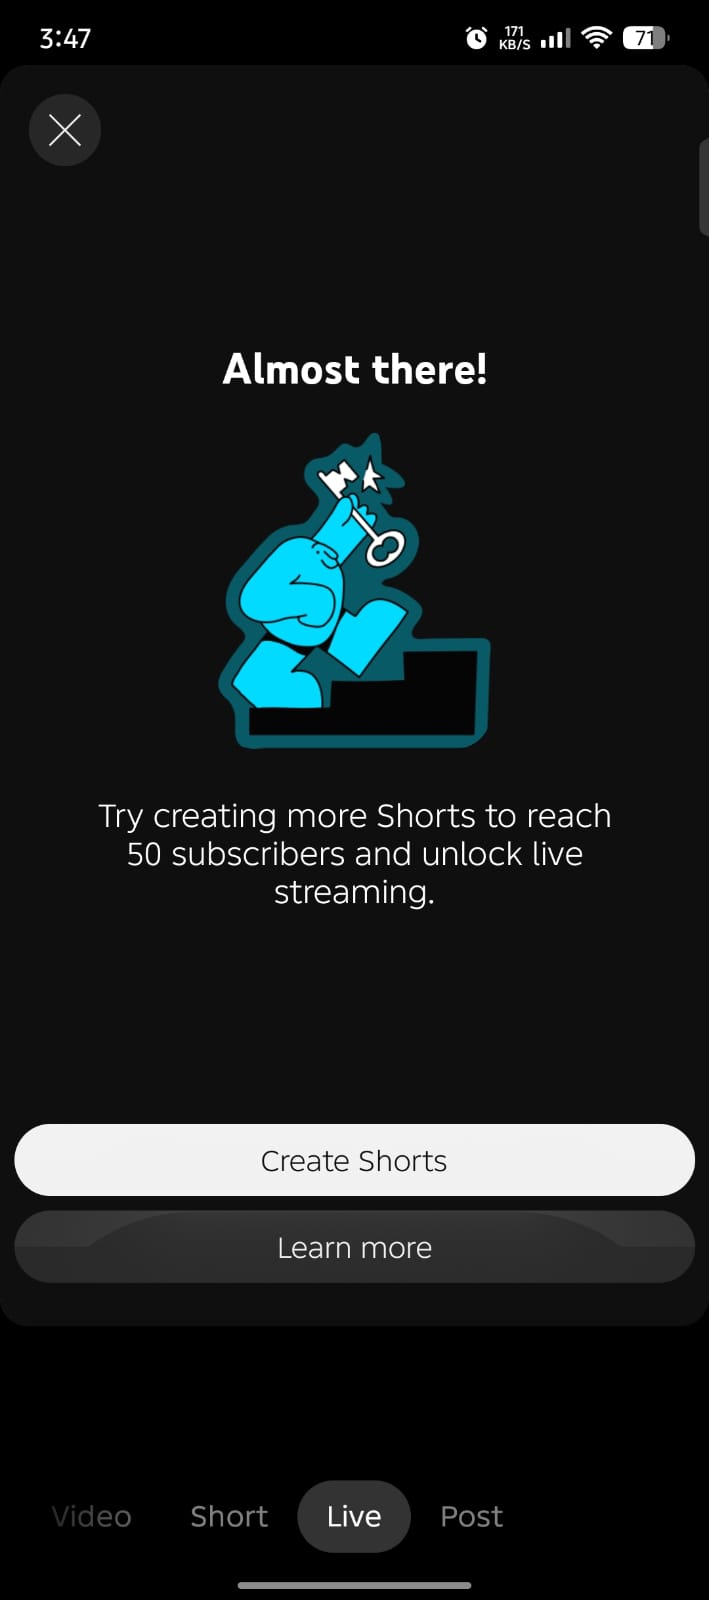 3:47
171
KB/S
71
Almost there!
Try creating more Shorts to reach
50 subscribers and unlock live
streaming.
Create Shorts
Learn more
Video Short Live Post